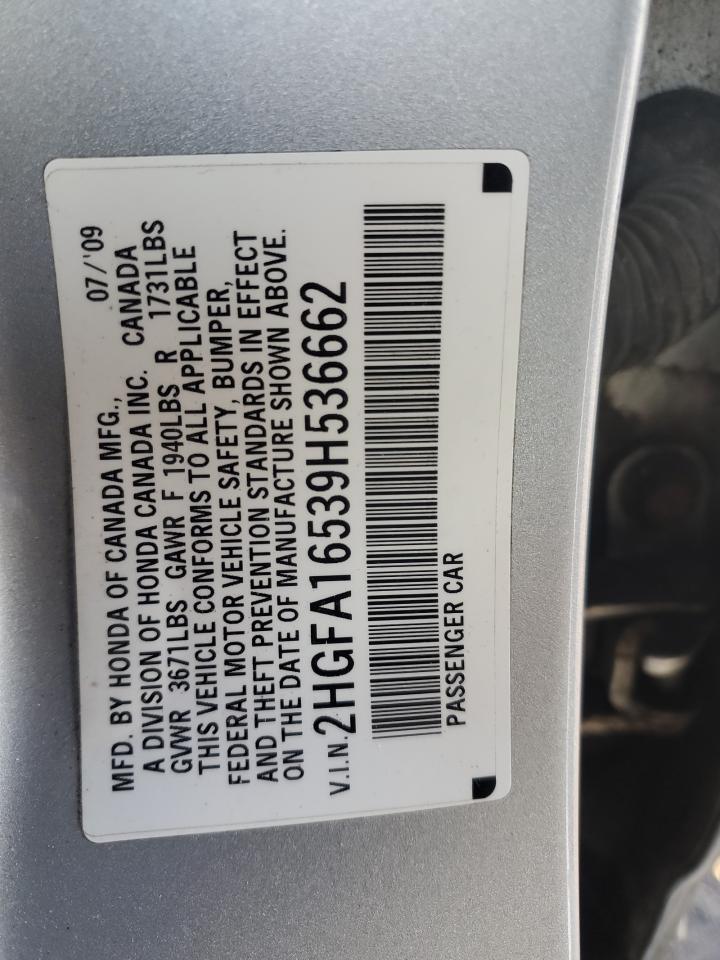 MFD. BY HONDA OF CANADA MFG., 07/'09
A DIVISION OF HONDA CANADA INC. CANADA
GVWR 3671LBS GAWR F 1940LBS R 1731LBS
THIS VEHICLE CONFORMS TO ALL APPLICABLE
FEDERAL MOTOR VEHICLE SAFETY, BUMPER,
AND THEFT PREVENTION STANDARDS IN EFFECT
ON THE DATE OF MANUFACTURE SHOWN ABOVE.
V.I.N. 2HGFA16539H536662
PASSENGER CAR